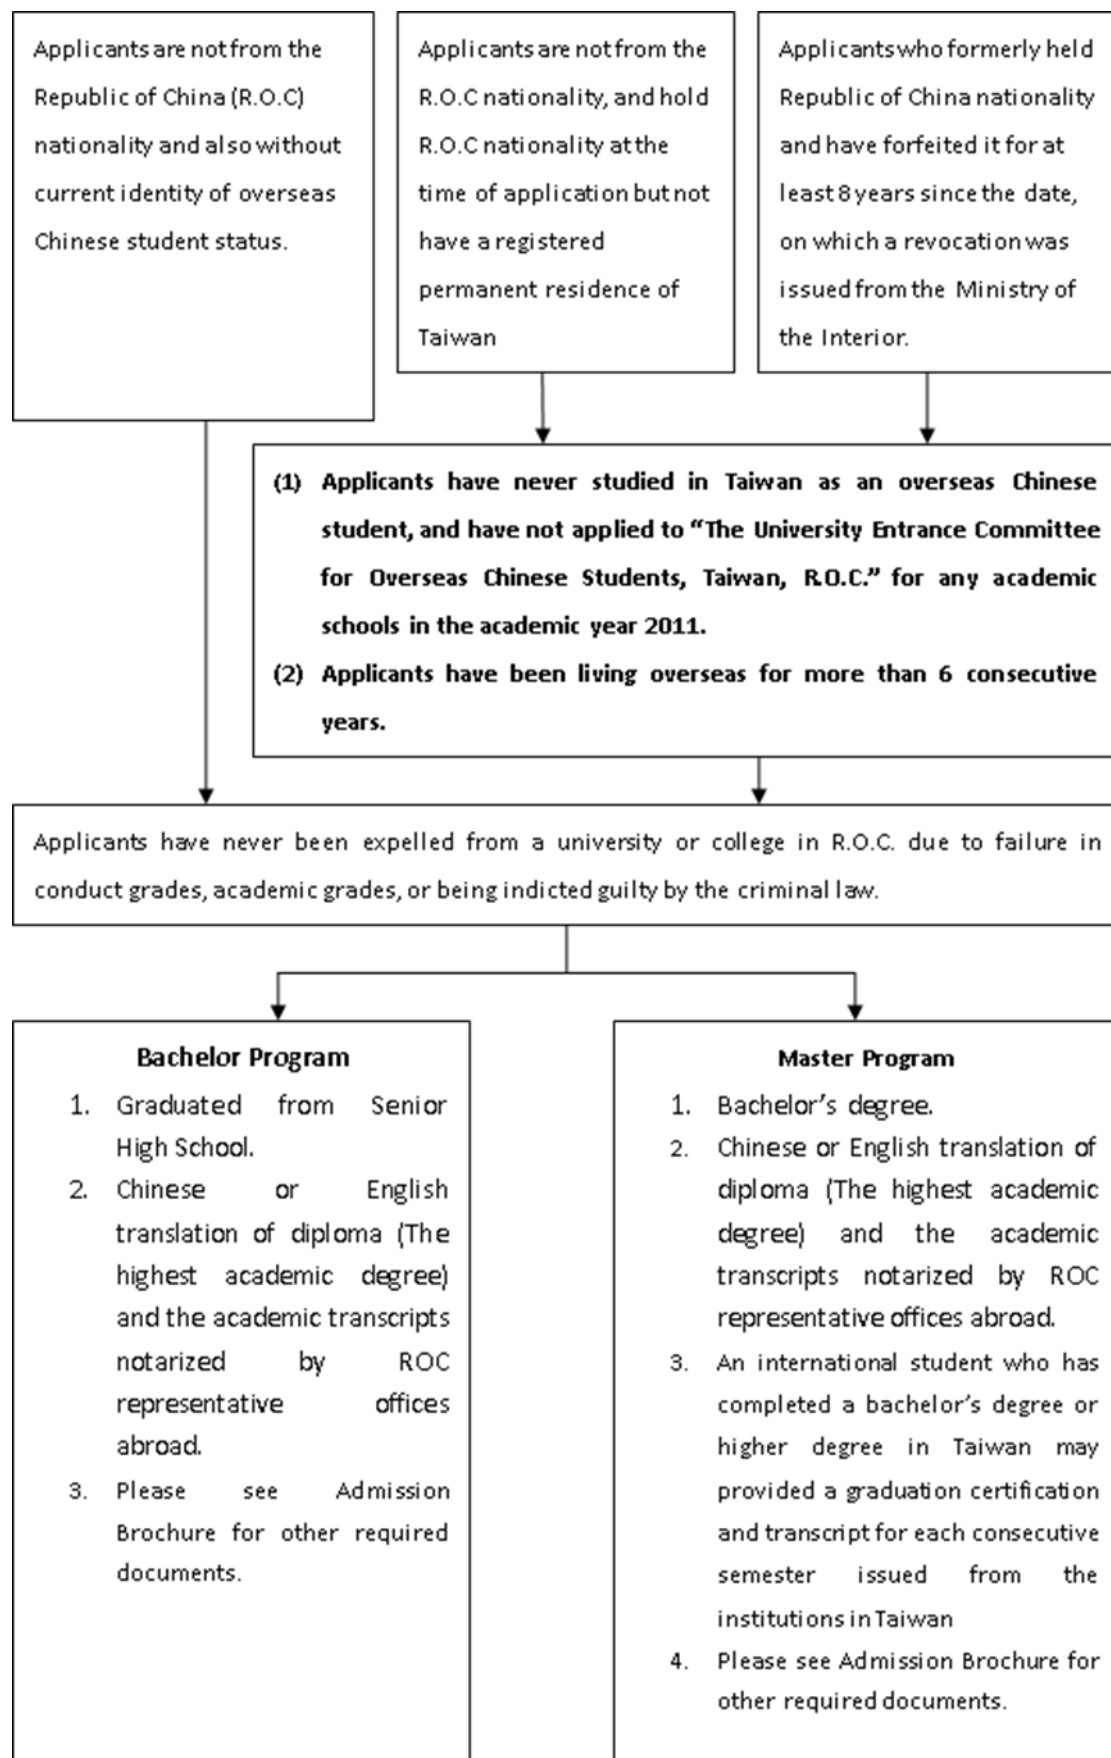 Applicants are not from the
Republic of China (R.O.C)
nationality and also without
current identity of overseas
Chinese student status.
Applicants are not from the
R.O.C nationality, and hold
R.O.C nationality at the
time of application but not
have a registered
permanent residence of
Taiwan
Applicants who formerly held
Republic of China nationality
and have forfeited it for at
least 8 years since the date,
on which a revocation was
issued from the Ministry of
the Interior.
(1) Applicants have never studied in Taiwan as an overseas Chinese
student, and have not applied to “The University Entrance Committee
for Overseas Chinese Students, Taiwan, R.O.C.” for any academic
schools in the academic year 2011.
(2) Applicants have been living overseas for more than 6 consecutive
years.
Applicants have never been expelled from a university or college in R.O.C. due to failure in
conduct grades, academic grades, or being indicted guilty by the criminal law.
Bachelor Program
1. Graduated from Senior
High School.
2. Chinese or English
translation of diploma (The
highest academic degree)
and the academic transcripts
notarized by ROC
representative offices
abroad.
3. Please see Admission
Brochure for other required
documents.
Master Program
1. Bachelor’s degree.
2. Chinese or English translation of
diploma (The highest academic
degree) and the academic
transcripts notarized by ROC
representative offices abroad.
3. An international student who has
completed a bachelor’s degree or
higher degree in Taiwan may
provided a graduation certification
and transcript for each consecutive
semester issued from the
institutions in Taiwan
4. Please see Admission Brochure for
other required documents.